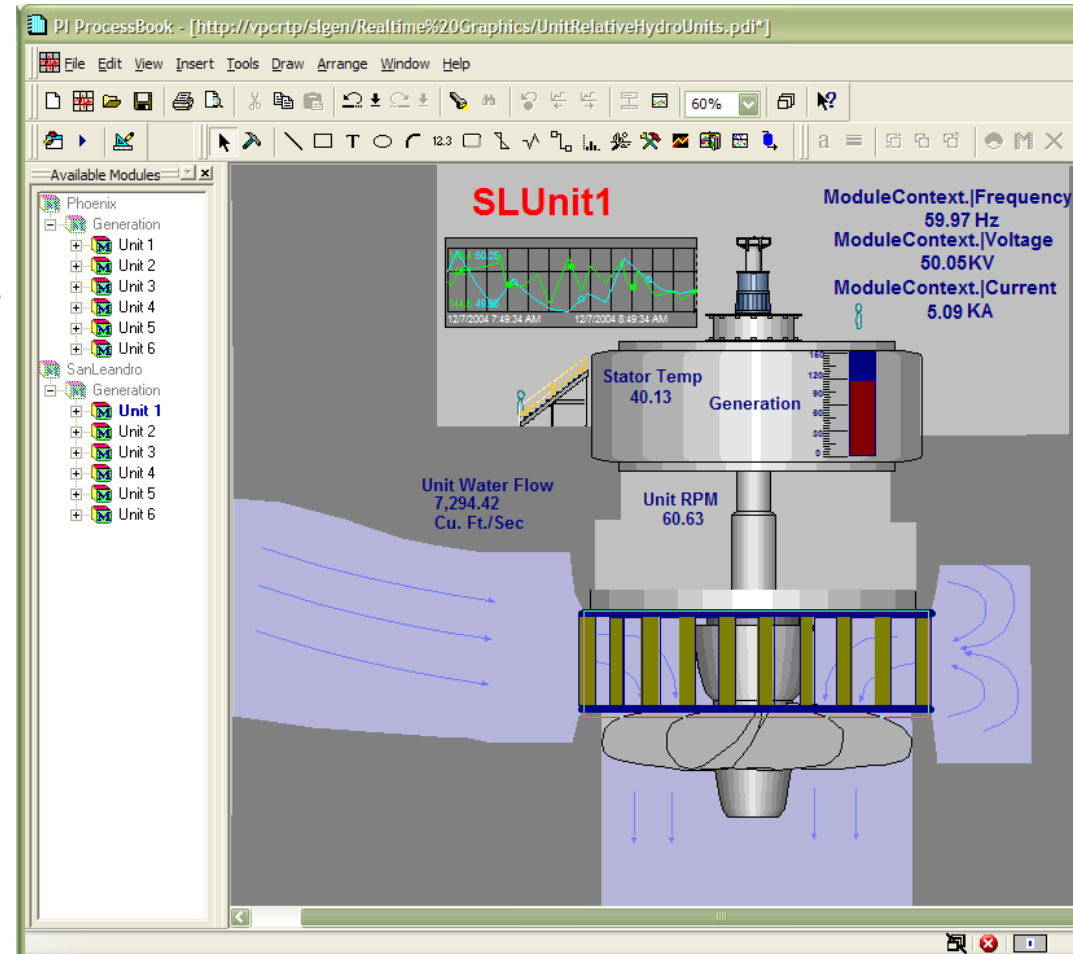 PI ProcessBook - [http://vpcrtp/slgen/Realtime%20Graphics/UnitRelativeHydroUnits.pdi*]
File Edit View Insert Tools Draw Arrange Window Help
60%
T 12.3 a M
Available Modules
Phoenix
Generation
Unit 1
Unit 2
Unit 3
Unit 4
Unit 5
Unit 6
SanLeandro
Generation
Unit 1
Unit 2
Unit 3
Unit 4
Unit 5
Unit 6
SLUnit1
50.25
12/7/2004 7:49:34 AM 12/7/2004 8:49:34 AM
ModuleContext.|Frequency
59.97 Hz
ModuleContext.|Voltage
50.05KV
ModuleContext.|Current
5.09 KA
Stator Temp
40.13
Generation
150
120
90
60
30
0
Unit Water Flow
7,294.42
Cu. Ft./Sec
Unit RPM
60.63